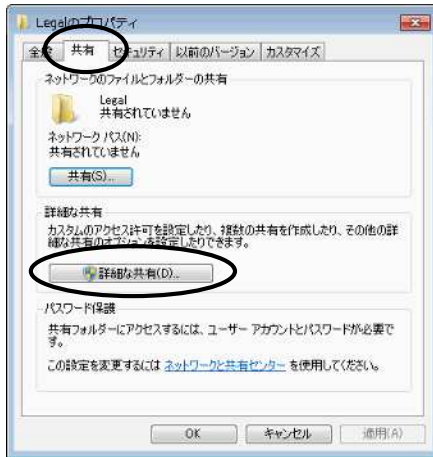 Legalのプロパティ
全般 共有 セキュリティ 以前のバージョン カスタマイズ
ネットワークのファイルとフォルダーの共有
Legal
共有されていません
ネットワーク パス(N):
共有されていません
共有(S)...
詳細な共有
カスタムのアクセス許可を設定したり、複数の共有を作成したり、その他の詳
細な共有のオプションを設定したりできます。
詳細な共有(D)...
パスワード保護
共有フォルダーにアクセスするには、ユーザー アカウントとパスワードが必要で
す。
この設定を変更するには ネットワークと共有センター を使用してください。
OK キャンセル 適用(A)